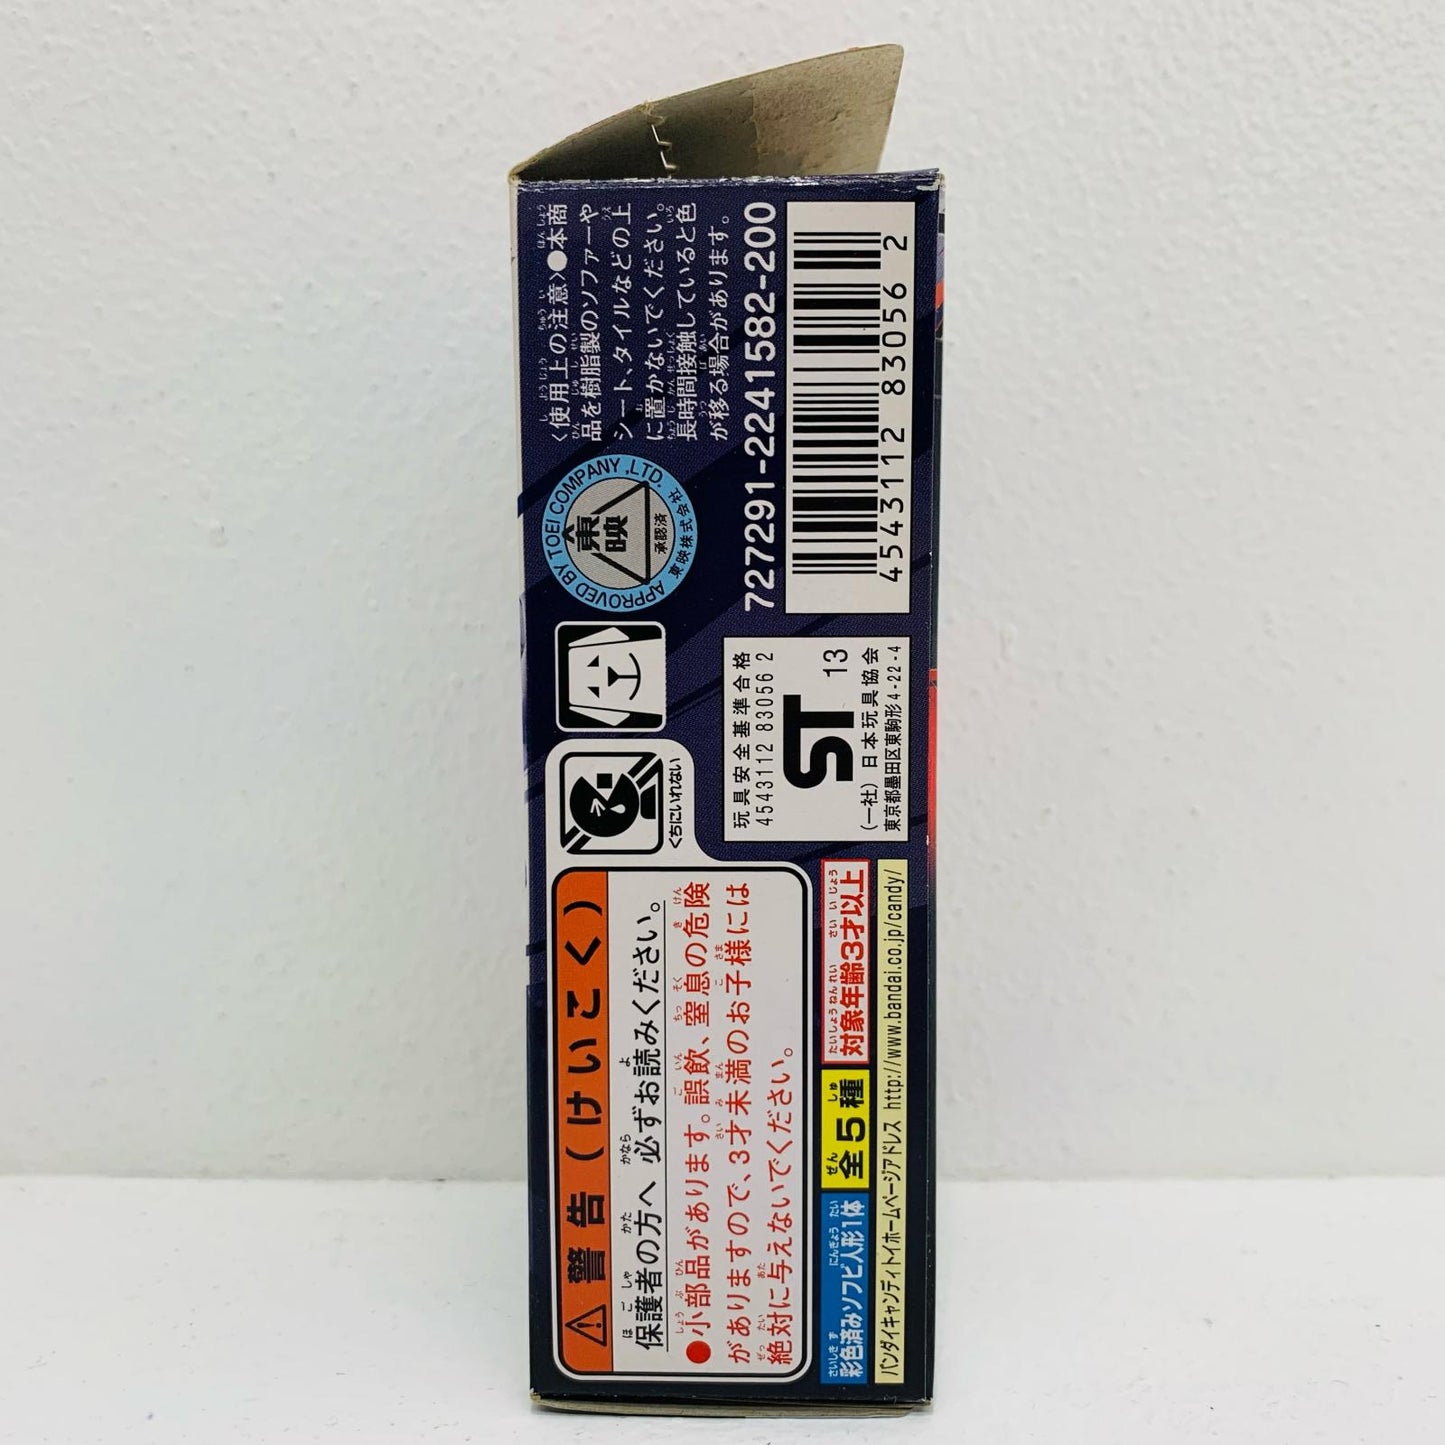 ⚠ 警告(けいこく)
保護者の方へ 必ずお読みください。
●小部品があります。誤飲、窒息の危険
がありますので、3才未満のお子様には
絶対に与えないでください。
彩色済みソフビ人形1体
全5種
対象年齢3才以上
バンダイキャンディトイホームページアドレス http://www.bandai.co.jp/candy/
くちにいれない
玩具安全基準合格
4543112 83056 2
ST 13
(一社)日本玩具協会
東京都墨田区東駒形4-22-4
APPROVED BY TOEI COMPANY ,LTD.
東映
承認済
東映株式会社
〈使用上の注意〉●本商
品を樹脂製のソファーや
シート、タイルなどの上
に置かないでください。
長時間接触していると色
が移る場合があります。
727291-2241582-200
4543112 83056 2